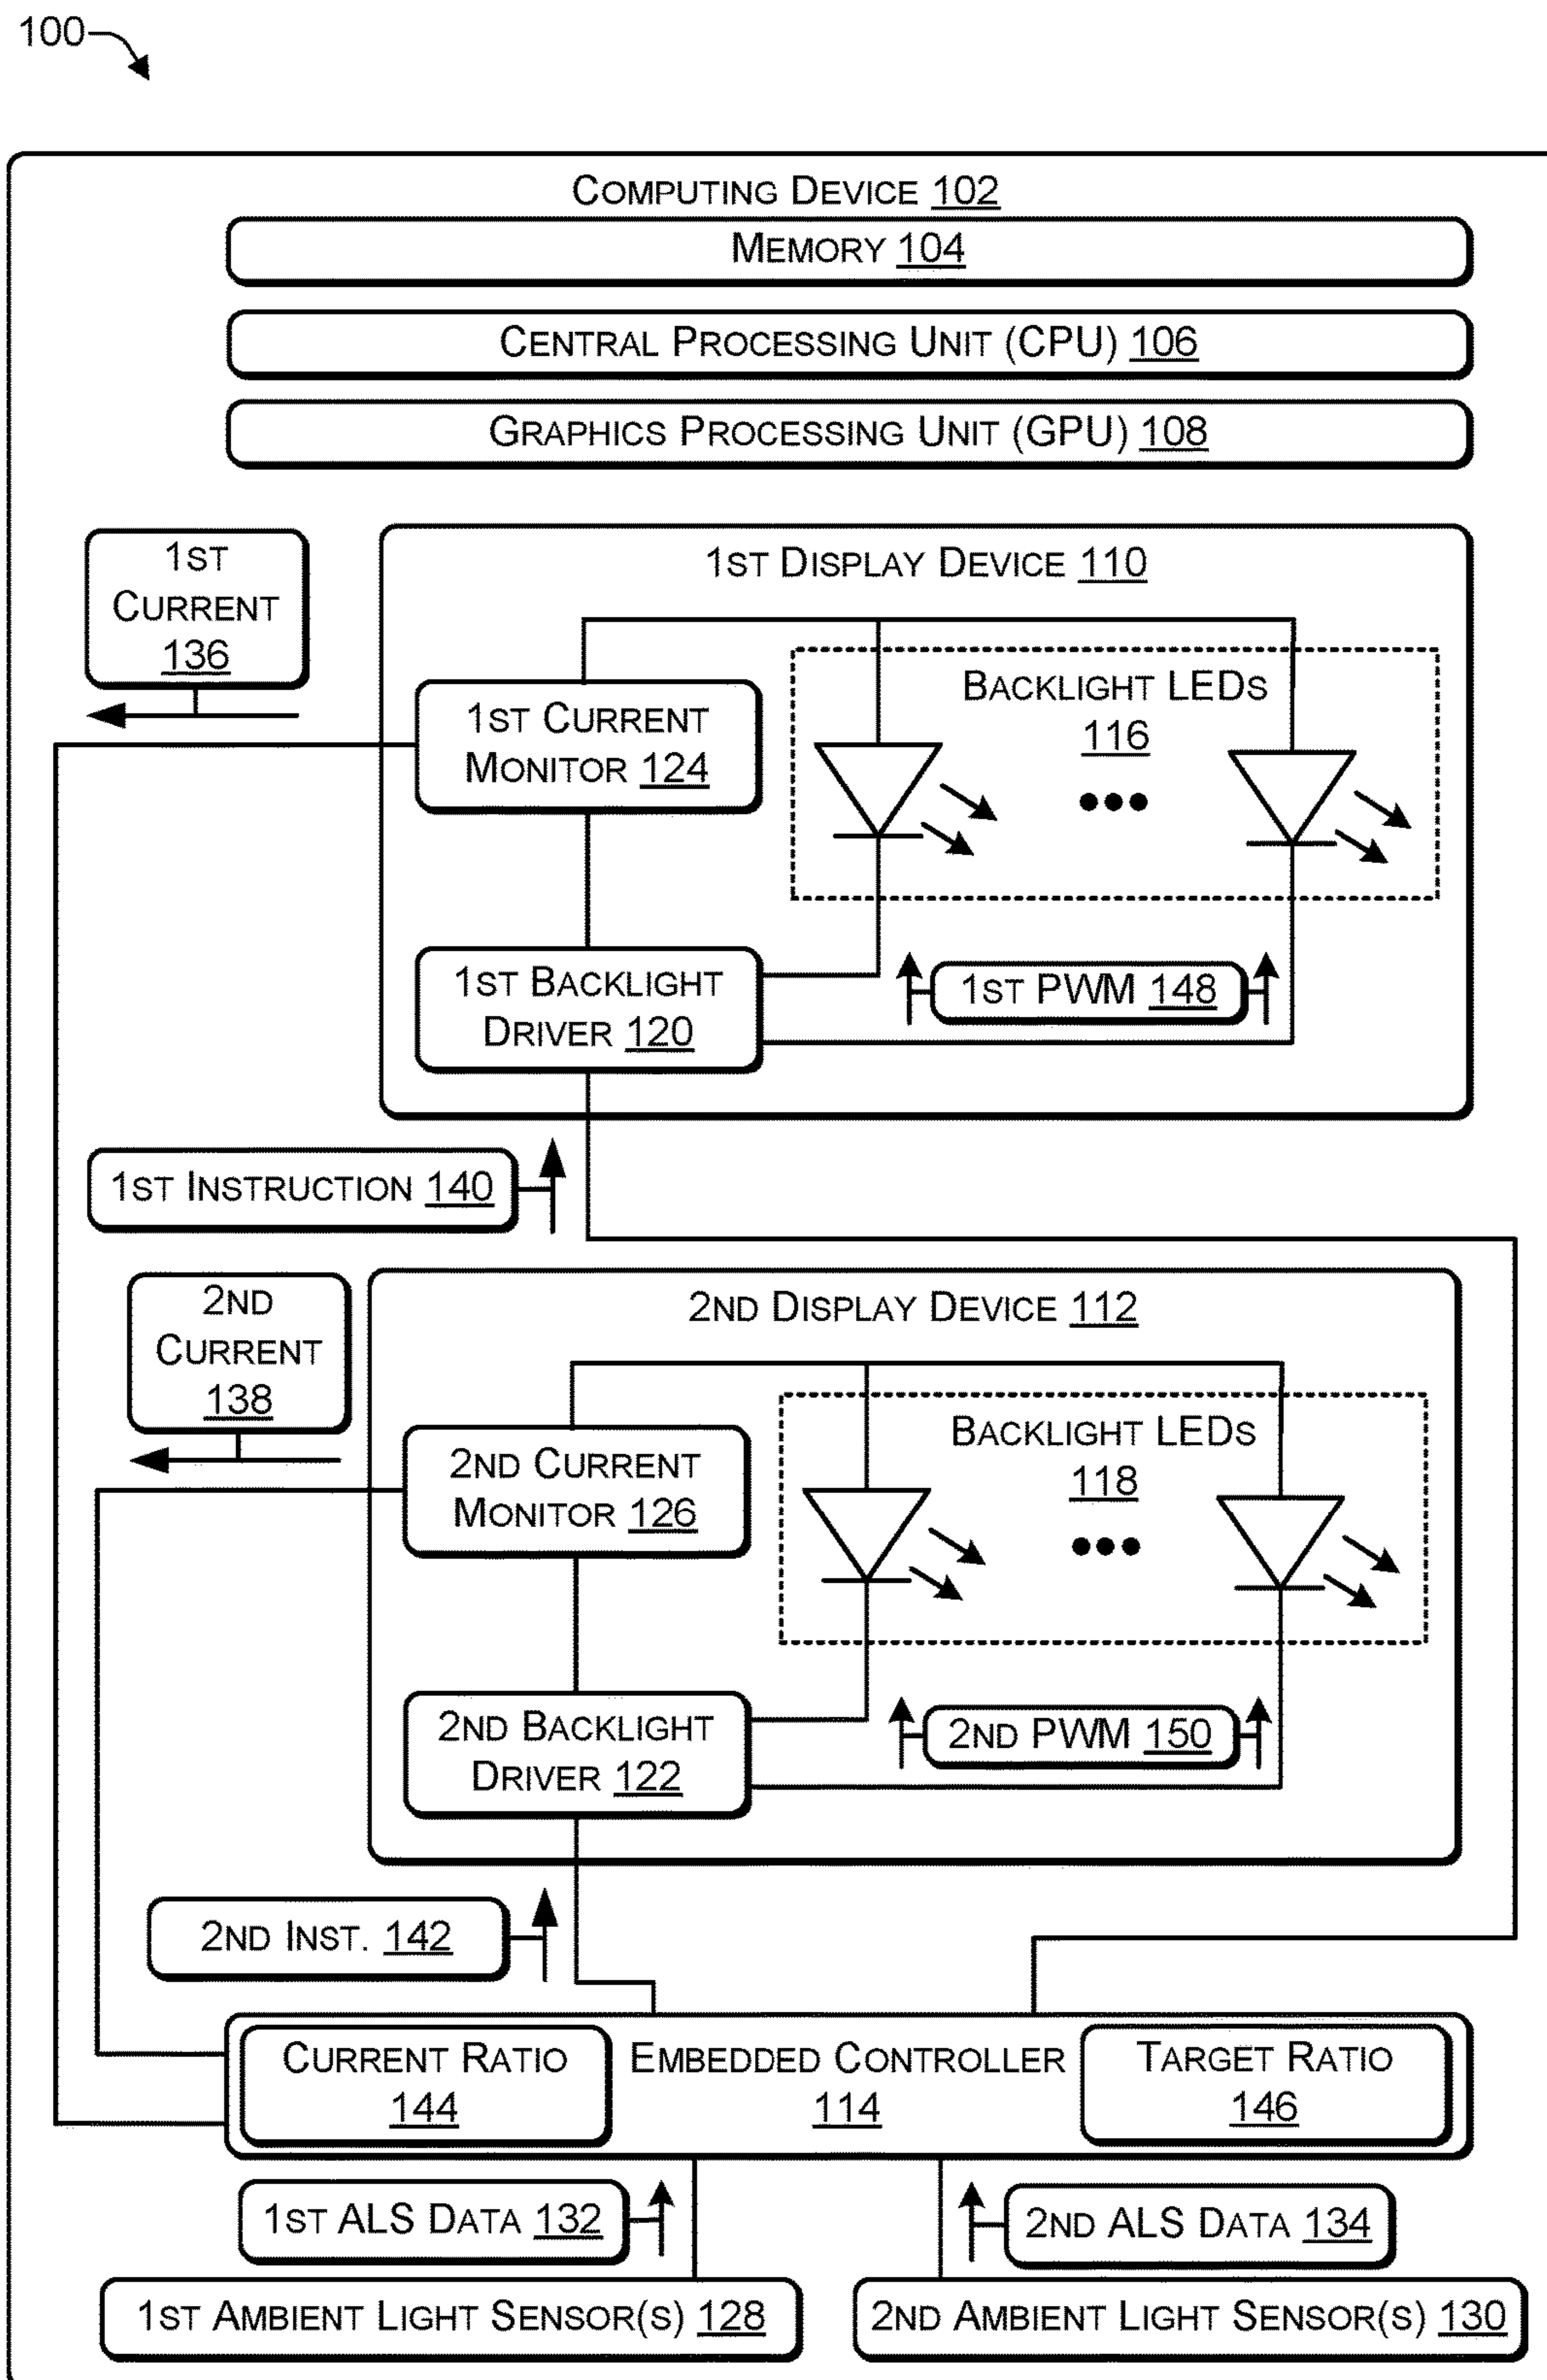 100
COMPUTING DEVICE 102
MEMORY 104
CENTRAL PROCESSING UNIT (CPU) 106
GRAPHICS PROCESSING UNIT (GPU) 108
1ST
CURRENT
136
1ST DISPLAY DEVICE 110
1ST CURRENT
MONITOR 124
BACKLIGHT LEDS
116
1ST BACKLIGHT
DRIVER 120
1ST PWM 148
1ST INSTRUCTION 140
2ND
CURRENT
138
2ND DISPLAY DEVICE 112
2ND CURRENT
MONITOR 126
BACKLIGHT LEDS
118
2ND BACKLIGHT
DRIVER 122
2ND PWM 150
2ND INST. 142
CURRENT RATIO
144
EMBEDDED CONTROLLER
114
TARGET RATIO
146
1ST ALS DATA 132
2ND ALS DATA 134
1ST AMBIENT LIGHT SENSOR(S) 128
2ND AMBIENT LIGHT SENSOR(S) 130